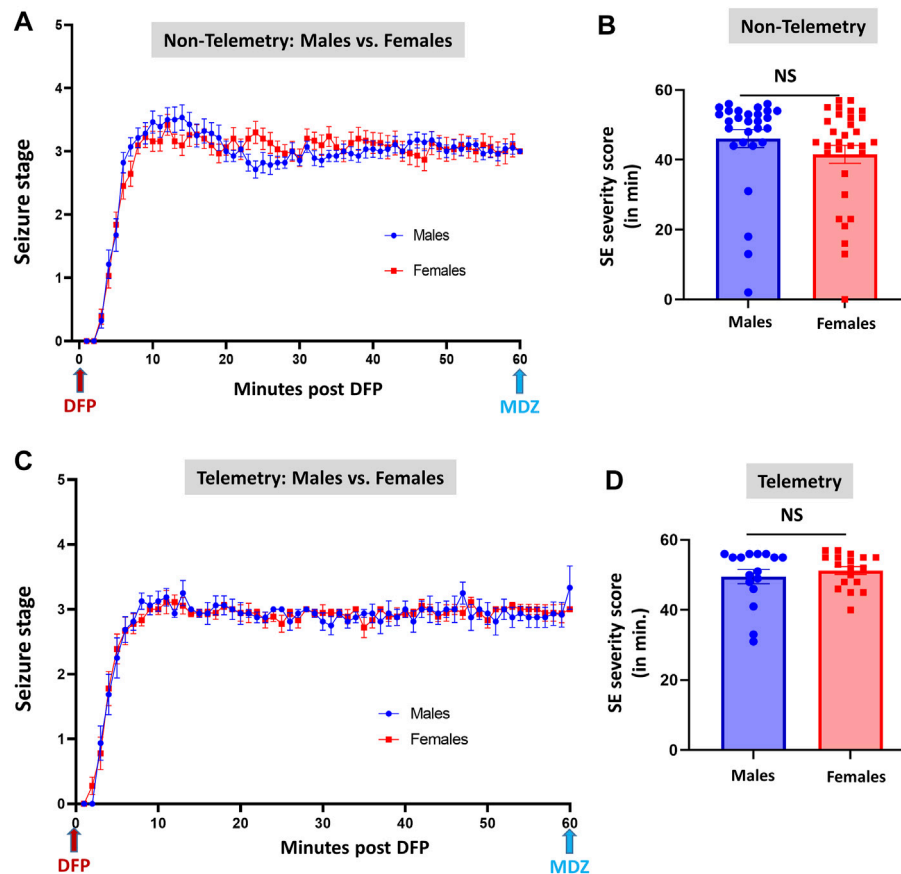 A
Non-Telemetry: Males vs. Females
Seizure stage
5
4
3
2
1
0
Males
Females
0 10 20 30 40 50 60
Minutes post DFP
DFP
MDZ
B
Non-Telemetry
NS
SE severity score
(in min)
60
40
20
0
Males Females
C
Telemetry: Males vs. Females
Seizure stage
5
4
3
2
1
0
Males
Females
0 10 20 30 40 50 60
Minutes post DFP
DFP
MDZ
D
Telemetry
NS
SE severity score
(in min.)
60
40
20
0
Males Females